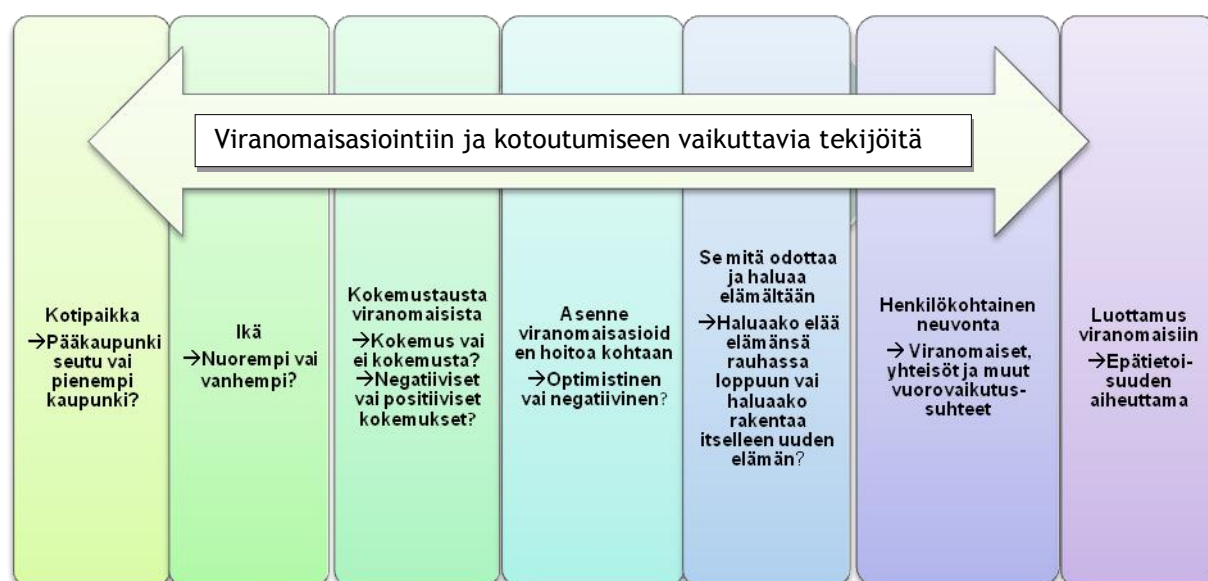 Viranomaisasiointiin ja kotoutumiseen vaikuttavia tekijöitä
Kotipaikka
→Pääkaupunki
seutu vai
pienempi
kaupunki?
Ikä
→Nuorempi vai
vanhempi?
Kokemustausta
viranomaisista
→Kokemus vai
ei kokemusta?
→Negatiiviset
vai positiiviset
kokemukset?
Asenne
viranomaisasioid
en hoitoa kohtaan
→Optimistinen
vai negatiivinen?
Se mitä odottaa
ja haluaa
elämältään
→Haluaako elää
elämänsä
rauhassa
loppuun vai
haluaako
rakentaa
itselleen uuden
elämän?
Henkilökohtainen
neuvonta
→ Viranomaiset,
yhteisöt ja muut
vuorovaikutus-
suhteet
Luottamus
viranomaisiin
→Epätietoi-
suuden
aiheuttama